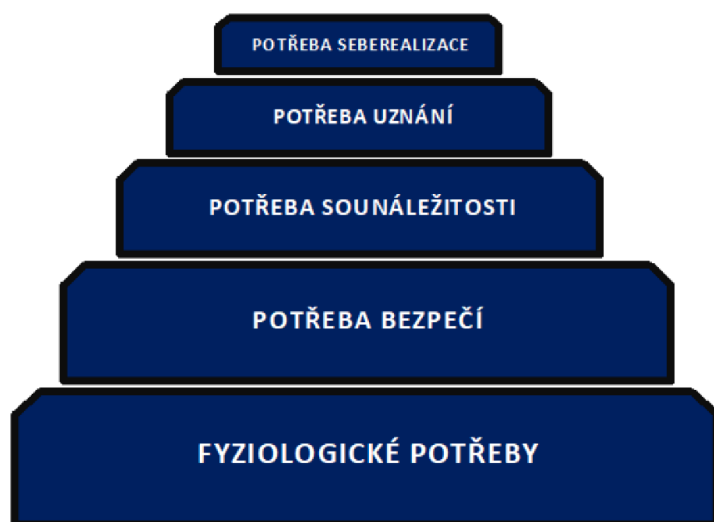 POTŘEBA SEBEREALIZACE
POTŘEBA UZNÁNÍ
POTŘEBA SOUNÁLEŽITOSTI
POTŘEBA BEZPEČÍ
FYZIOLOGICKÉ POTŘEBY